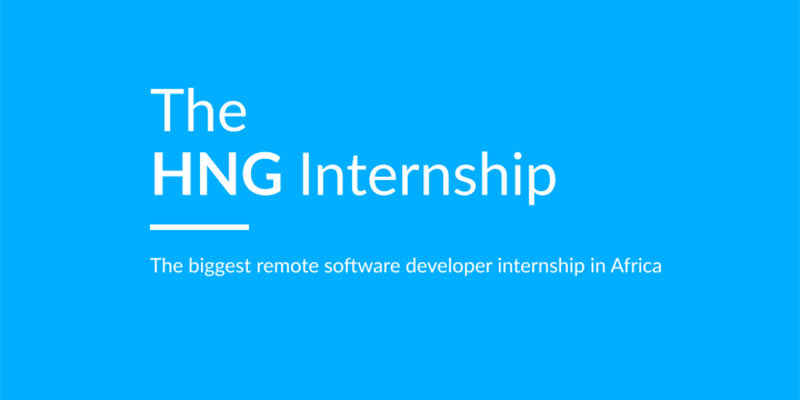 The
HNG Internship
The biggest remote software developer internship in Africa